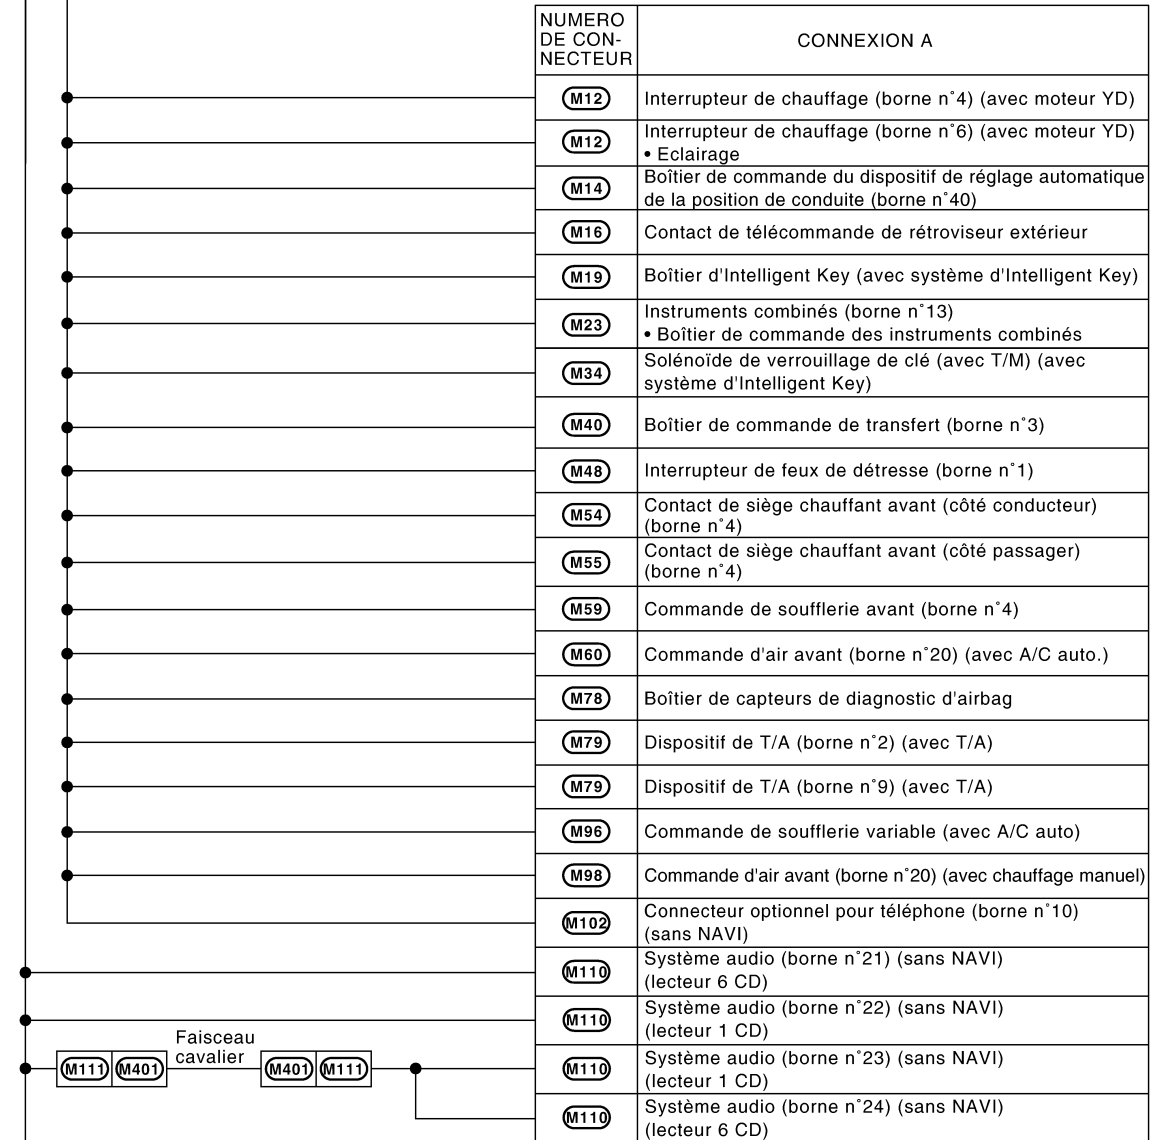 NUMERO
DE CON-
NECTEUR
CONNEXION A
M12
Interrupteur de chauffage (borne n°4) (avec moteur YD)
M12
Interrupteur de chauffage (borne n°6) (avec moteur YD)
• Eclairage
M14
Boîtier de commande du dispositif de réglage automatique
de la position de conduite (borne n°40)
M16
Contact de télécommande de rétroviseur extérieur
M19
Boîtier d'Intelligent Key (avec système d'Intelligent Key)
M23
Instruments combinés (borne n°13)
• Boîtier de commande des instruments combinés
M34
Solénoïde de verrouillage de clé (avec T/M) (avec
système d'Intelligent Key)
M40
Boîtier de commande de transfert (borne n°3)
M48
Interrupteur de feux de détresse (borne n°1)
M54
Contact de siège chauffant avant (côté conducteur)
(borne n°4)
M55
Contact de siège chauffant avant (côté passager)
(borne n°4)
M59
Commande de soufflerie avant (borne n°4)
M60
Commande d'air avant (borne n°20) (avec A/C auto.)
M78
Boîtier de capteurs de diagnostic d'airbag
M79
Dispositif de T/A (borne n°2) (avec T/A)
M79
Dispositif de T/A (borne n°9) (avec T/A)
M96
Commande de soufflerie variable (avec A/C auto)
M98
Commande d'air avant (borne n°20) (avec chauffage manuel)
M102
Connecteur optionnel pour téléphone (borne n°10)
(sans NAVI)
M110
Système audio (borne n°21) (sans NAVI)
(lecteur 6 CD)
M110
Système audio (borne n°22) (sans NAVI)
(lecteur 1 CD)
Faisceau
cavalier
M111 M401 M401 M111
M110
Système audio (borne n°23) (sans NAVI)
(lecteur 1 CD)
M110
Système audio (borne n°24) (sans NAVI)
(lecteur 6 CD)